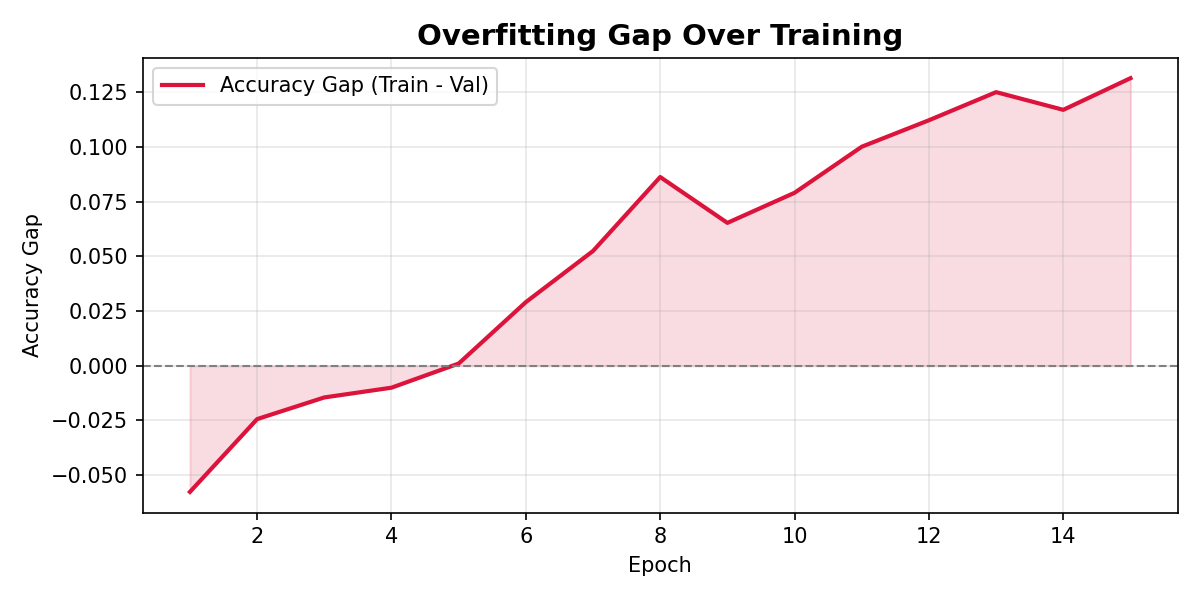 Overfitting Gap Over Training
Accuracy Gap (Train - Val)
Accuracy Gap
0.125
0.100
0.075
0.050
0.025
0.000
−0.025
−0.050
2 4 6 8 10 12 14
Epoch